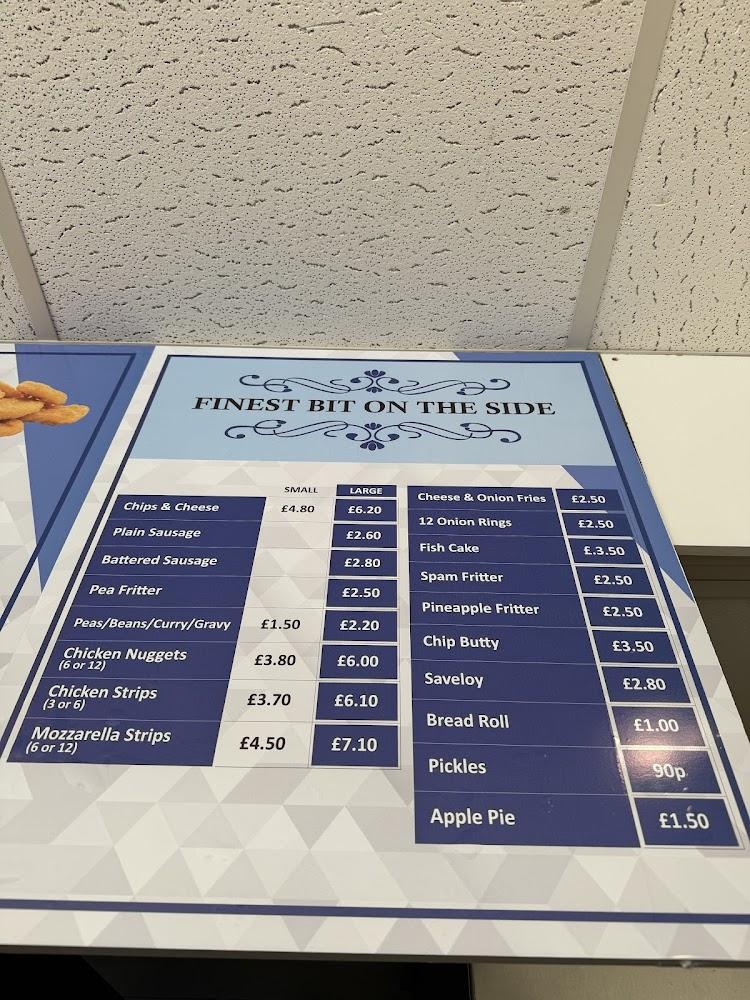 FINEST BIT ON THE SIDE
SMALL LARGE
Chips & Cheese £4.80 £6.20
Plain Sausage £2.60
Battered Sausage £2.80
Pea Fritter £2.50
Peas/Beans/Curry/Gravy £1.50 £2.20
Chicken Nuggets £3.80 £6.00
(6 or 12)
Chicken Strips £3.70 £6.10
(3 or 6)
Mozzarella Strips £4.50 £7.10
(6 or 12)
Cheese & Onion Fries £2.50
12 Onion Rings £2.50
Fish Cake £.3.50
Spam Fritter £2.50
Pineapple Fritter £2.50
Chip Butty £3.50
Saveloy £2.80
Bread Roll £1.00
Pickles 90p
Apple Pie £1.50